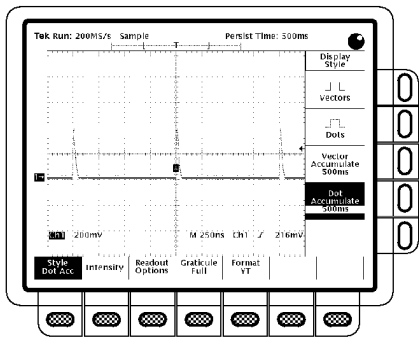 Tek Run: 200MS/s Sample Persist Time: 500ms
T
Display
Style
Vectors
Dots
Vector
Accumulate
500ms
Dot
Accumulate
500ms
1
Ch1 200mV M 250ns Ch1 216mV
Style
Dot Acc
Intensity
Readout
Options
Graticule
Full
Format
YT